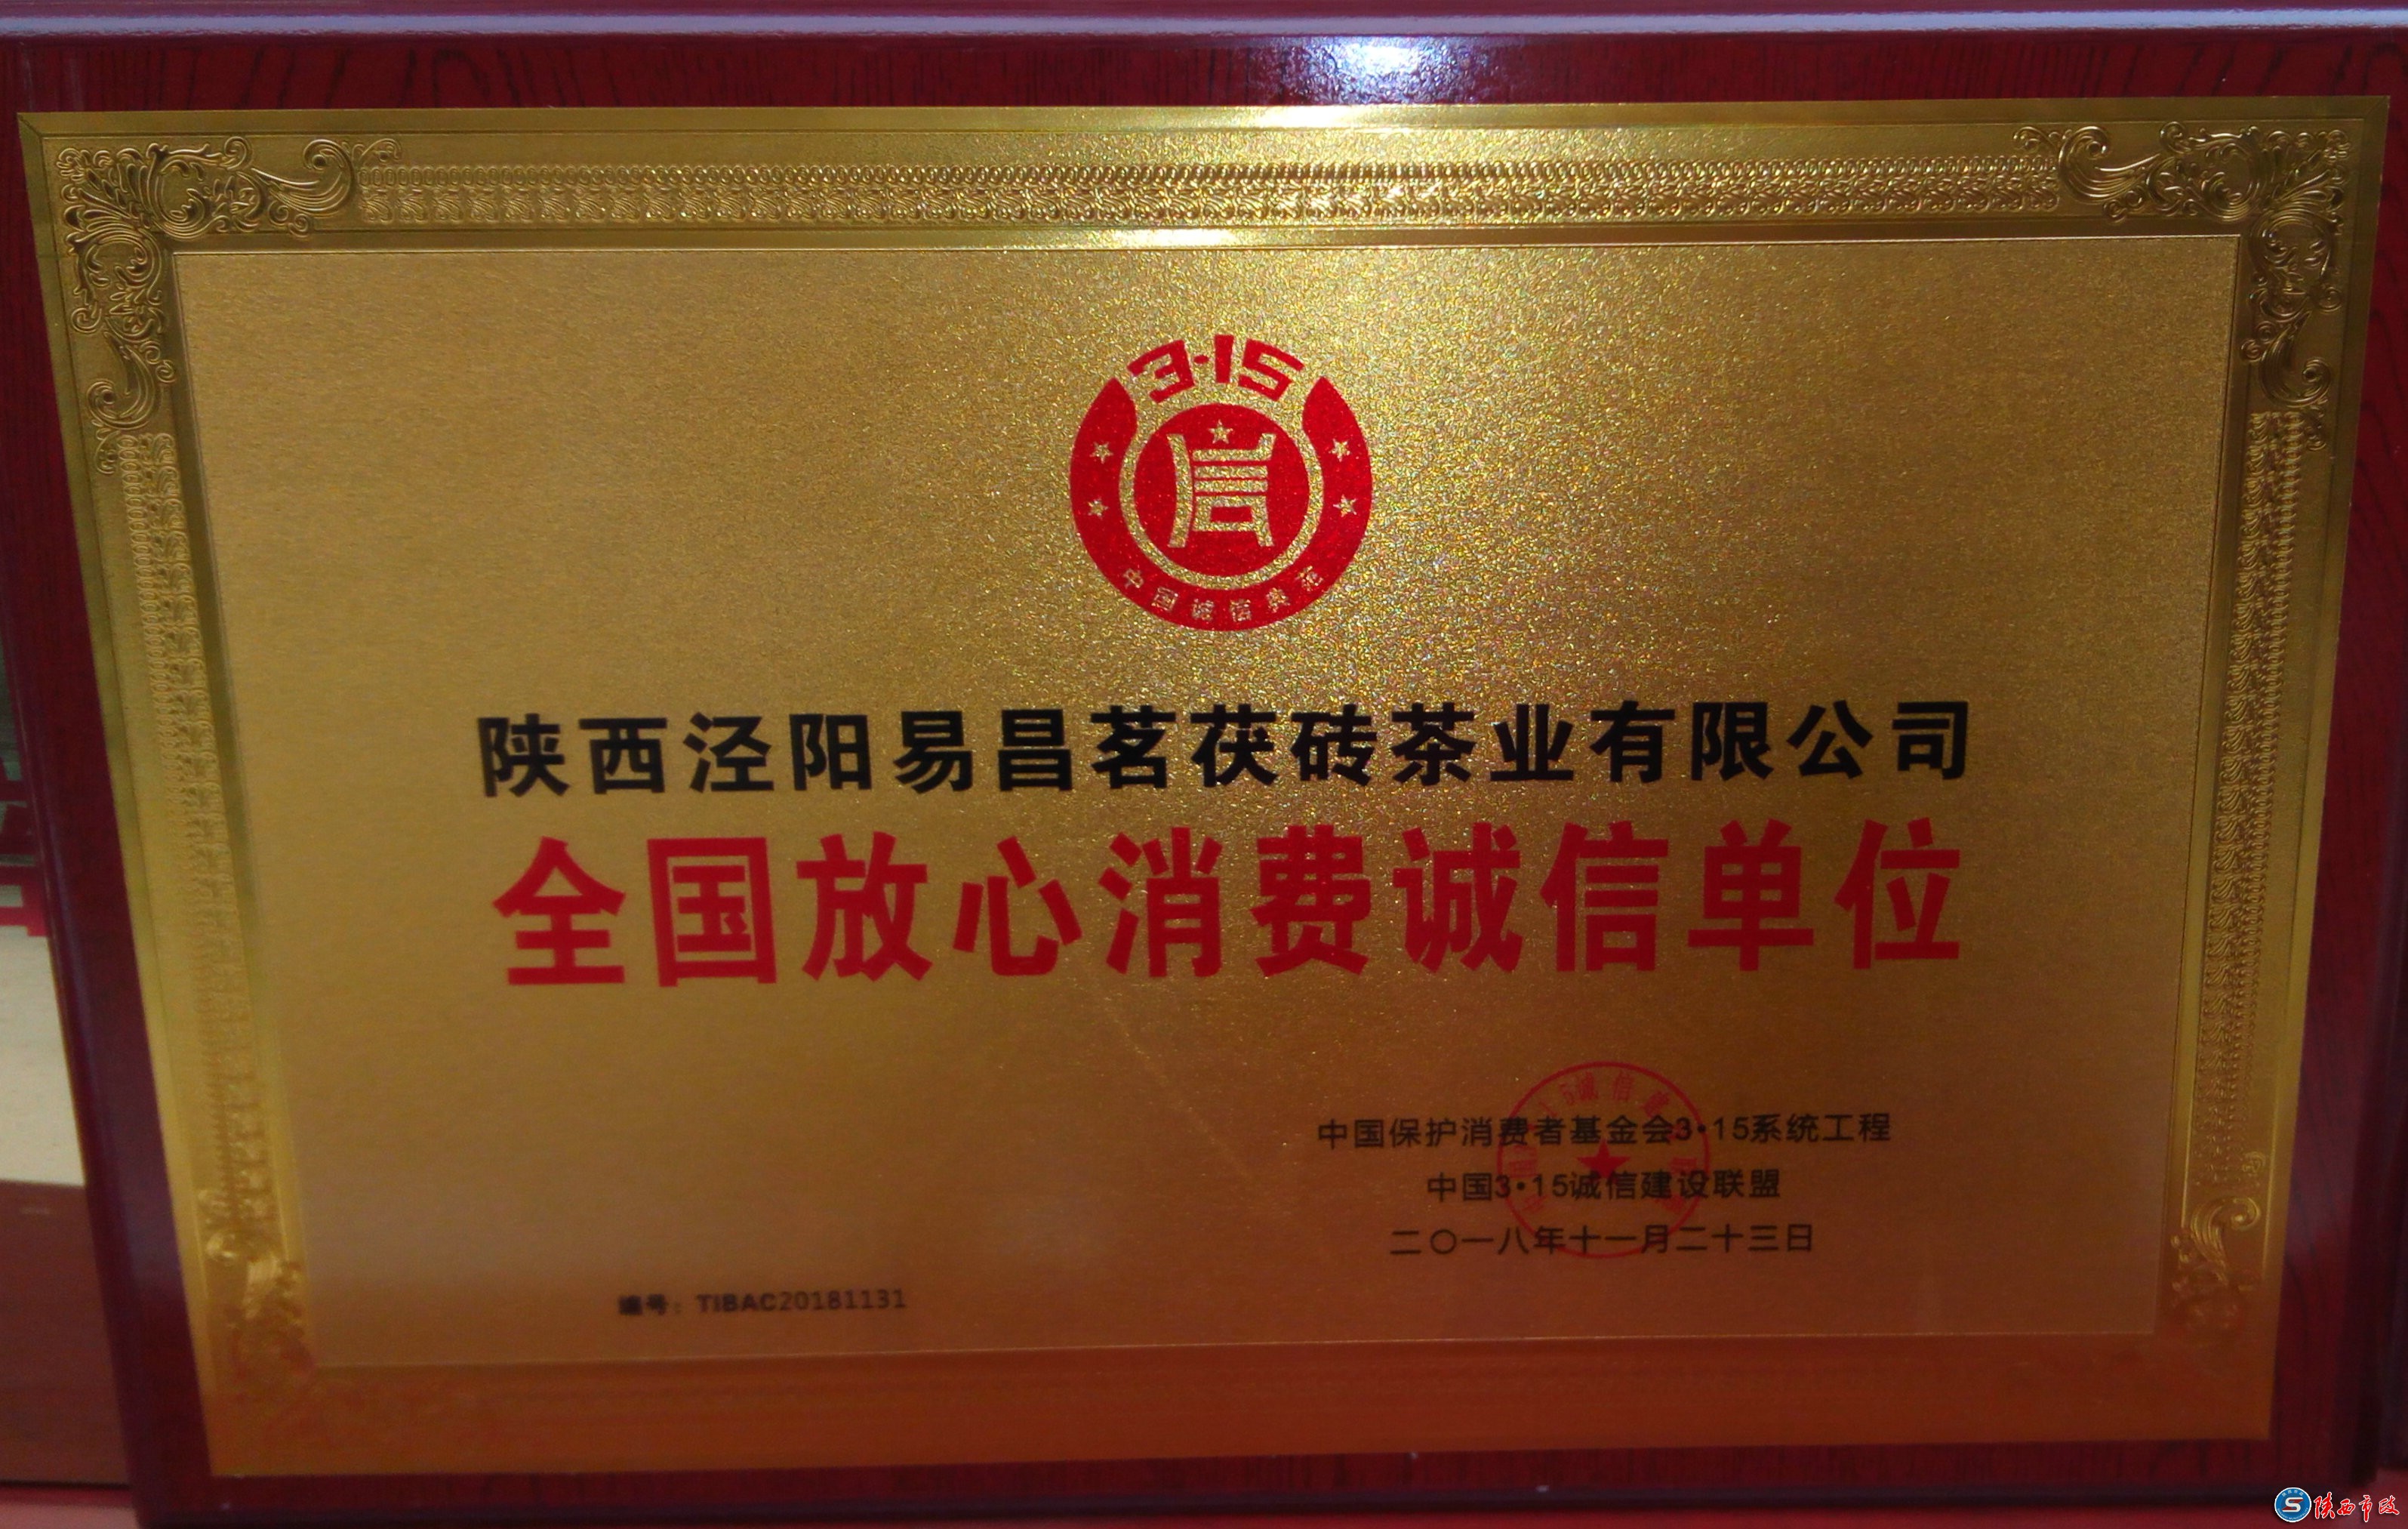 3·15
信
中国诚信典范
陕西泾阳易昌茗茯砖茶业有限公司
全国放心消费诚信单位
中国保护消费者基金会3·15系统工程
中国3·15诚信建设联盟
二〇一八年十一月二十三日
编号：TIBAC20181131
陕西市政